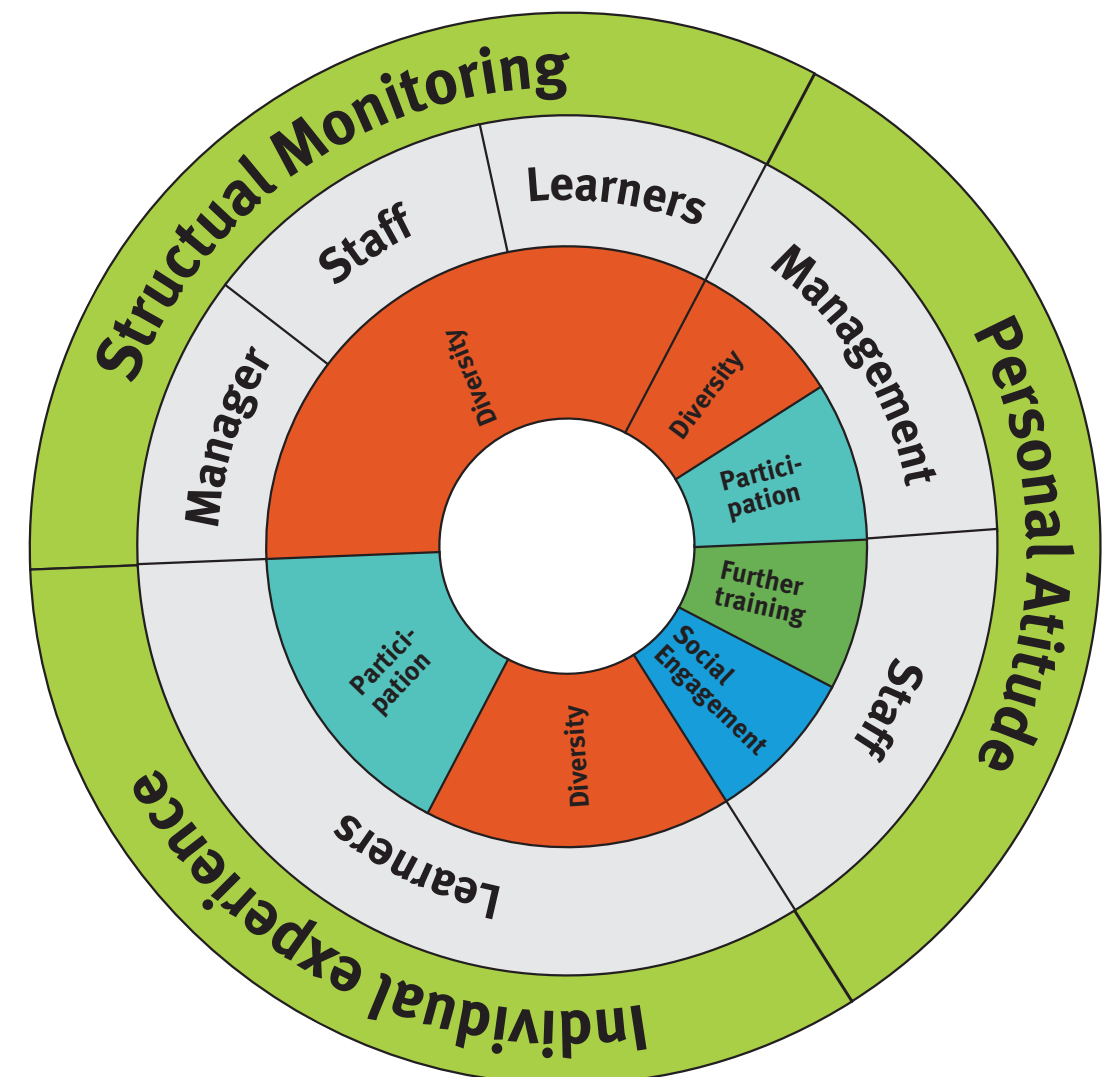 Structual Monitoring
Personal Atitude
Individual experience
Manager
Staff
Learners
Management
Staff
Learners
Diversity
Diversity
Partici-
pation
Further
training
Social
Engagement
Diversity
Partici-
pation